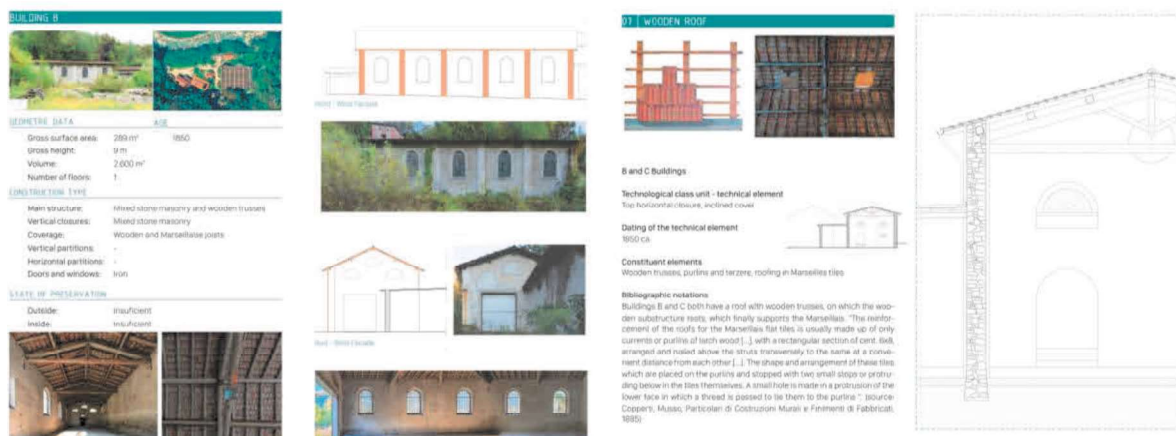 BUILDING B
GEOMETRIC DATA
AGE
Gross surface area: 289 m²
1850
Gross height: 9 m
Volume: 2.600 m³
Number of floors: 1
CONSTRUCTION TYPE
Main structure: Mixed stone masonry and wooden trusses
Vertical closures: Mixed stone masonry
Coverage: Wooden and Marseillaise joists
Vertical partitions: -
Horizontal partitions: -
Doors and windows: Iron
STATE OF PRESERVATION
Outside: Insuficient
Inside: Insuficient
07 | WOODEN ROOF
B and C Buildings
Technological class unit - technical element
Top horizontal closure, inclined cover
Dating of the technical element
1850 ca
Constituent elements
Wooden trusses, purlins and terzere, roofing in Marseilles tiles
Bibliographic notations
Buildings B and C both have a roof with wooden trusses, on which the woo-
den substructure rests, which finally supports the Marseillais. "The reinfor-
cement of the roofs for the Marseillais flat tiles is usually made up of only
currents or purlins of larch wood [...], with a rectangular section of cent. 6x8,
arranged and nailed above the struts transversely to the same at a conve-
nient distance from each other [...]. The shape and arrangement of these tiles
which are placed on the purlins and stopped with two small stops or protru-
ding below in the tiles themselves. A small hole is made in a protrusion of the
lower face in which a thread is passed to tie them to the purlins ". (source:
Copperi, Musso, Particolari di Costruzioni Murali e Finimenti di Fabbricati,
1885)